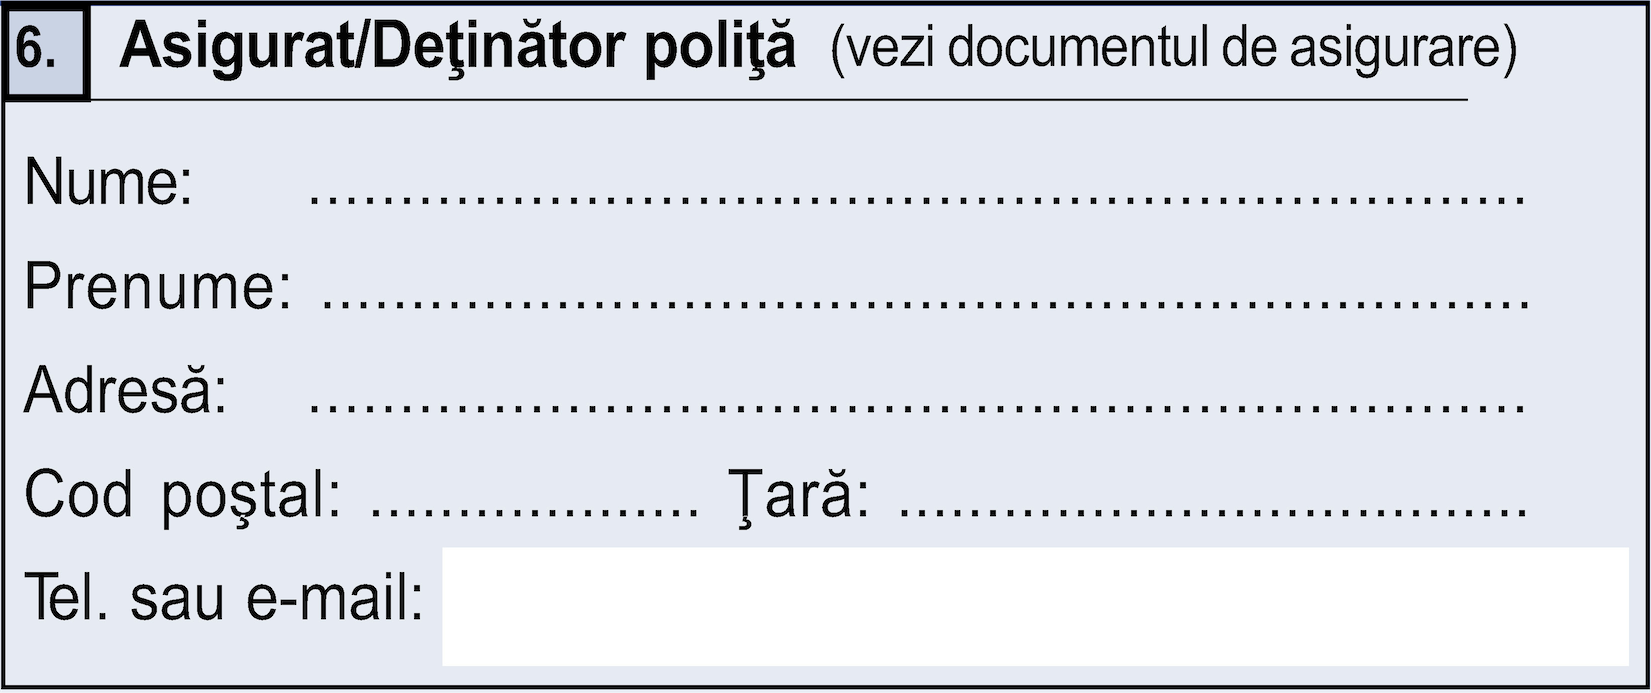 6. Asigurat/Deţinător poliţă (vezi documentul de asigurare)
Nume: ..................................................................
Prenume: ..................................................................
Adresă: ..................................................................
Cod poştal: .................. Ţară: ..................................
Tel. sau e-mail: